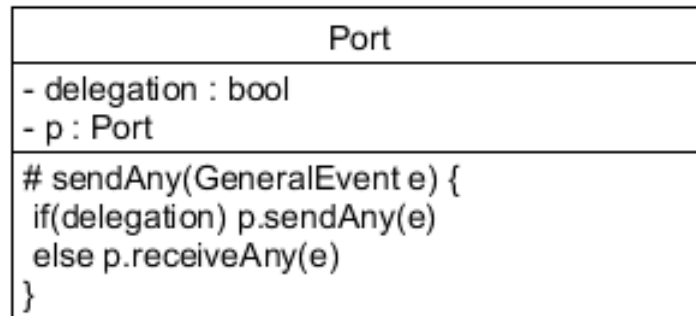 Port
- delegation : bool
- p : Port
# sendAny(GeneralEvent e) {
if(delegation) p.sendAny(e)
else p.receiveAny(e)
}